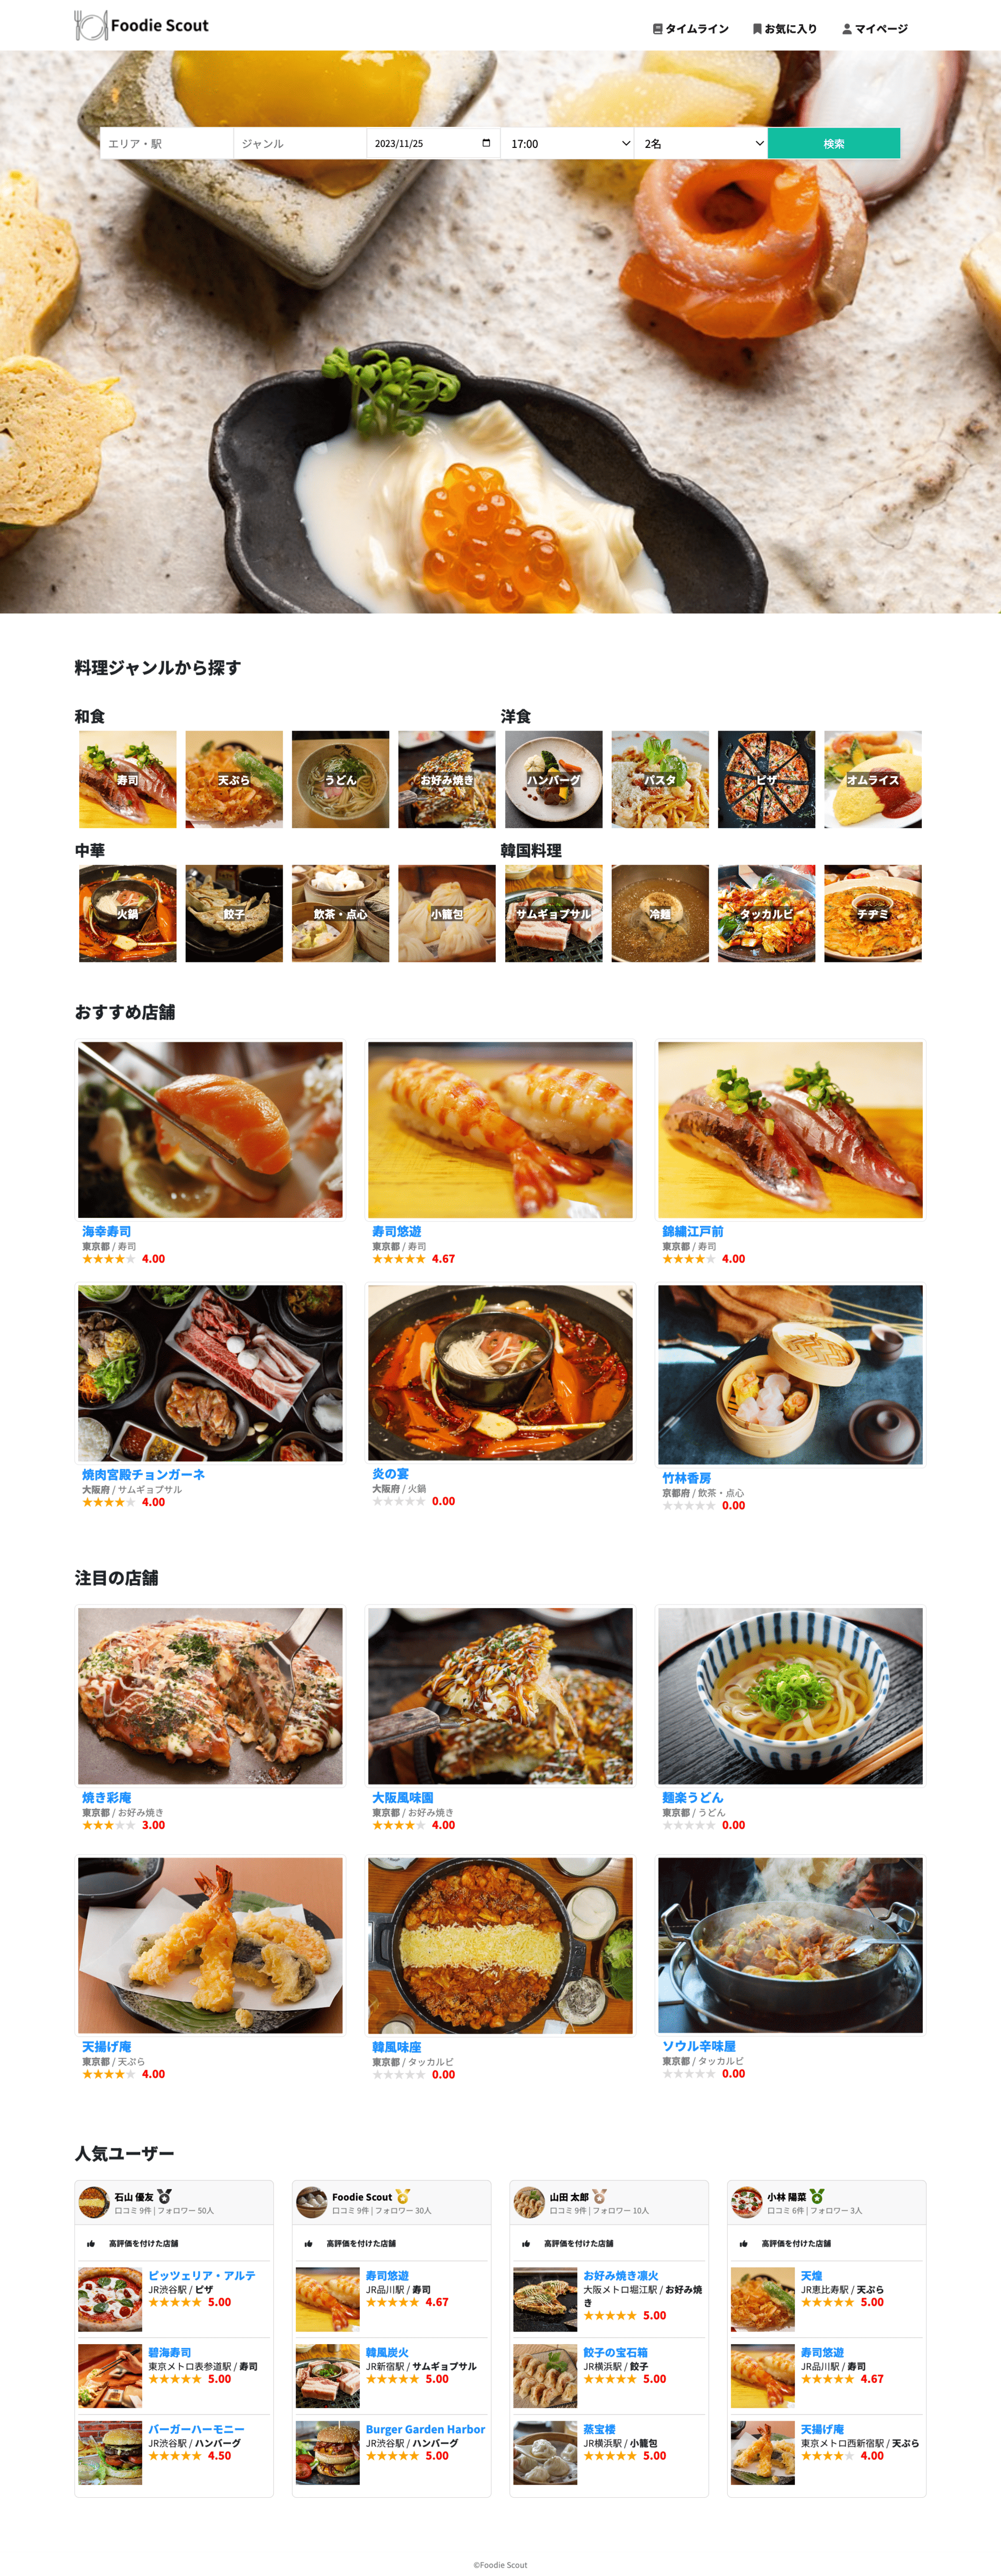 Foodie Scout
タイムライン お気に入り マイページ
エリア・駅 ジャンル 2023/11/25 17:00 2名 検索
料理ジャンルから探す
和食
寿司 天ぷら うどん お好み焼き
洋食
ハンバーグ パスタ ピザ オムライス
中華
火鍋 餃子 飲茶・点心 小籠包
韓国料理
サムギョプサル 冷麺 タッカルビ チヂミ
おすすめ店舗
海幸寿司
東京都 / 寿司
★★★★★ 4.00
寿司悠遊
東京都 / 寿司
★★★★★ 4.67
錦繡江戸前
東京都 / 寿司
★★★★★ 4.00
焼肉宮殿チョンガーネ
大阪府 / サムギョプサル
★★★★★ 4.00
炎の宴
大阪府 / 火鍋
★★★★★ 0.00
竹林香房
京都府 / 飲茶・点心
★★★★★ 0.00
注目の店舗
焼き彩庵
東京都 / お好み焼き
★★★★★ 3.00
大阪風味園
東京都 / お好み焼き
★★★★★ 4.00
麺楽うどん
東京都 / うどん
★★★★★ 0.00
天揚げ庵
東京都 / 天ぷら
★★★★★ 4.00
韓風味座
東京都 / タッカルビ
★★★★★ 0.00
ソウル辛味屋
東京都 / タッカルビ
★★★★★ 0.00
人気ユーザー
石山 優友
口コミ 9件 | フォロワー 50人
高評価を付けた店舗
ピッツェリア・アルテ
JR渋谷駅 / ピザ
★★★★★ 5.00
碧海寿司
東京メトロ表参道駅 / 寿司
★★★★★ 5.00
バーガーハーモニー
JR渋谷駅 / ハンバーグ
★★★★★ 4.50
Foodie Scout
口コミ 9件 | フォロワー 30人
高評価を付けた店舗
寿司悠遊
JR品川駅 / 寿司
★★★★★ 4.67
韓風炭火
JR新宿駅 / サムギョプサル
★★★★★ 5.00
Burger Garden Harbor
JR渋谷駅 / ハンバーグ
★★★★★ 5.00
山田 太郎
口コミ 9件 | フォロワー 10人
高評価を付けた店舗
お好み焼き凛火
大阪メトロ堀江駅 / お好み焼
き
★★★★★ 5.00
餃子の宝石箱
JR横浜駅 / 餃子
★★★★★ 5.00
蒸宝楼
JR横浜駅 / 小籠包
★★★★★ 5.00
小林 陽菜
口コミ 6件 | フォロワー 3人
高評価を付けた店舗
天煌
JR恵比寿駅 / 天ぷら
★★★★★ 5.00
寿司悠遊
JR品川駅 / 寿司
★★★★★ 4.67
天揚げ庵
東京メトロ西新宿駅 / 天ぷら
★★★★★ 4.00
©Foodie Scout